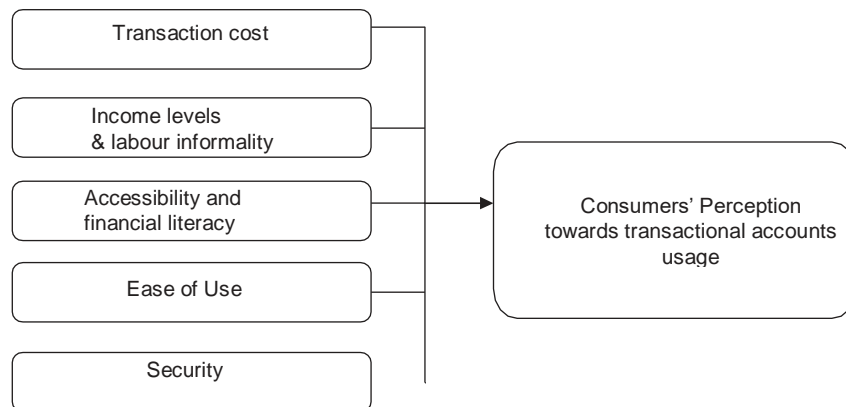 Transaction cost
Income levels
& labour informality
Accessibility and
financial literacy
Ease of Use
Security
Consumers’ Perception
towards transactional accounts
usage